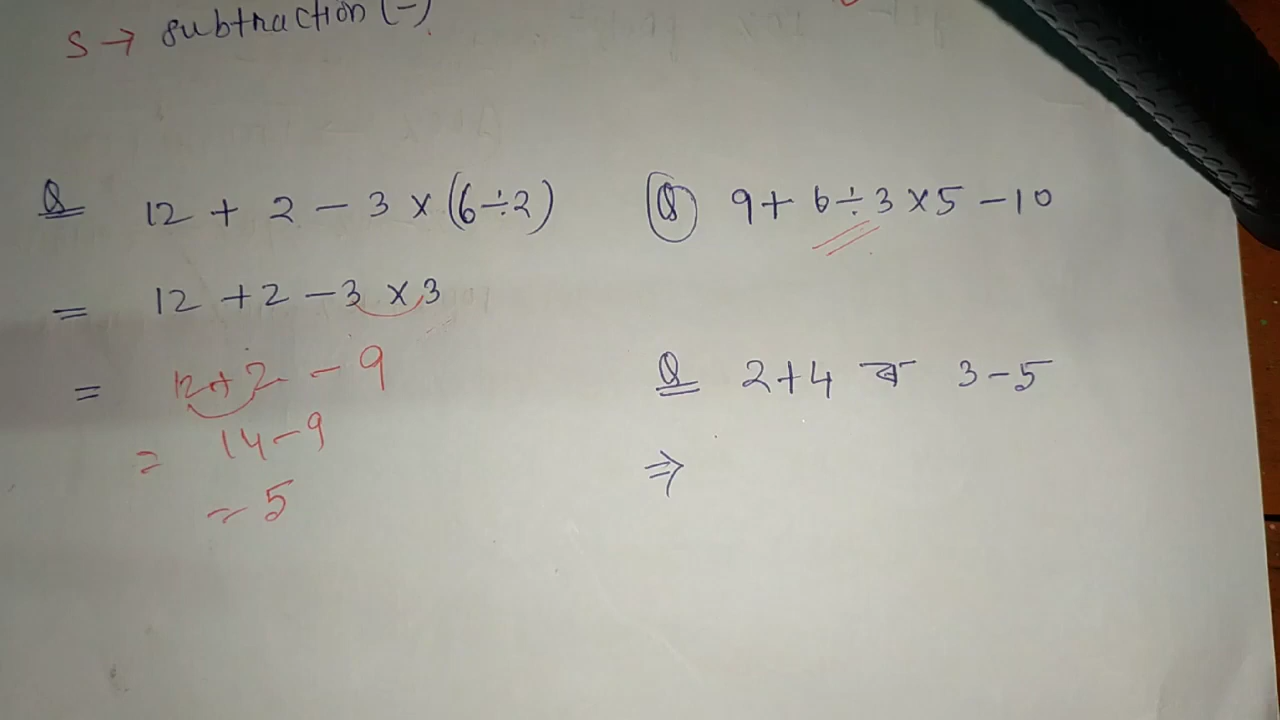 S → subtraction (-)
Q 12 + 2 - 3 × (6÷2)
= 12 + 2 - 3 × 3
= 12 + 2 - 9
= 14 - 9
= 5
Q 9 + 6 ÷ 3 × 5 - 10
Q 2 + 4 व 3 - 5
⇒